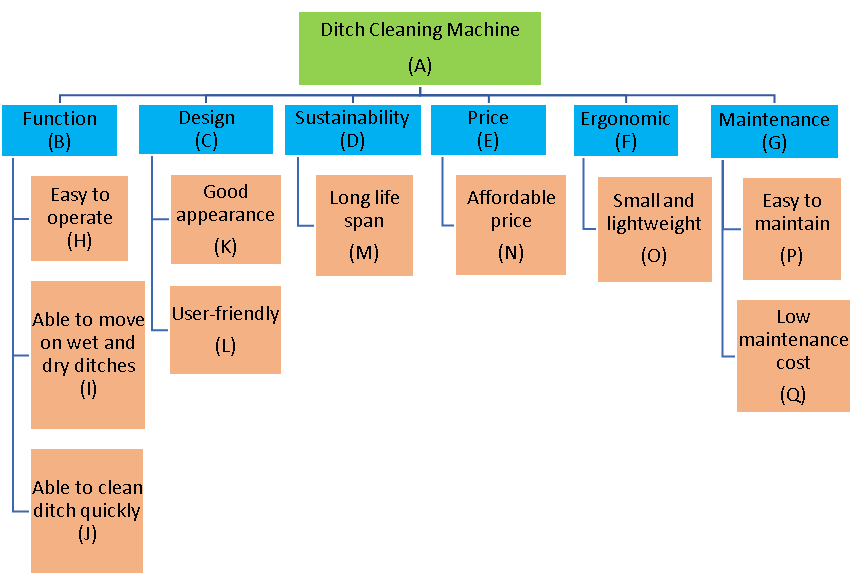 Ditch Cleaning Machine
(A)
Function
(B)
Design
(C)
Sustainability
(D)
Price
(E)
Ergonomic
(F)
Maintenance
(G)
Easy to
operate
(H)
Able to move
on wet and
dry ditches
(I)
Able to clean
ditch quickly
(J)
Good
appearance
(K)
User-friendly
(L)
Long life
span
(M)
Affordable
price
(N)
Small and
lightweight
(O)
Easy to
maintain
(P)
Low
maintenance
cost
(Q)